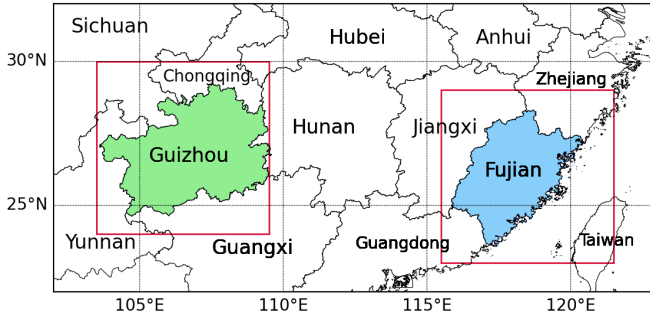 Sichuan
Hubei
Anhui
30°N
Chongqing
Zhejiang
Hunan
Jiangxi
Guizhou
Fujian
25°N
Yunnan
Guangxi
Guangdong
Taiwan
105°E
110°E
115°E
120°E